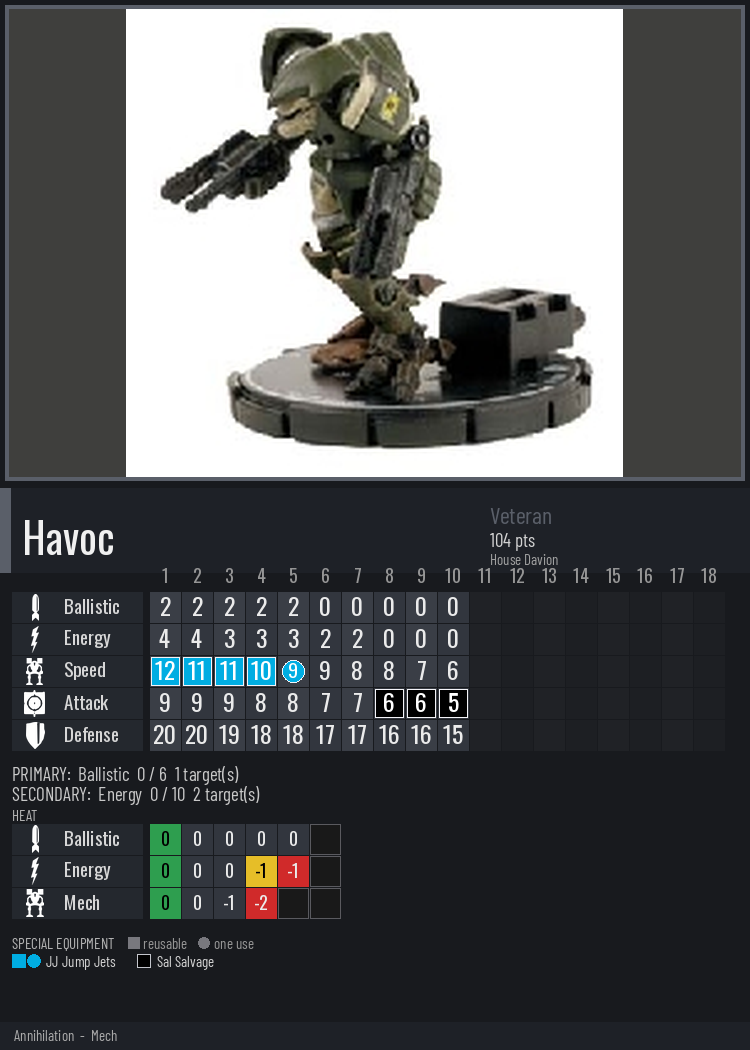 Havoc
Veteran
104 pts
House Davion
1 2 3 4 5 6 7 8 9 10 11 12 13 14 15 16 17 18
Ballistic 2 2 2 2 2 0 0 0 0 0
Energy 4 4 3 3 3 2 2 0 0 0
Speed 12 11 11 10 9 9 8 8 7 6
Attack 9 9 9 8 8 7 7 6 6 5
Defense 20 20 19 18 18 17 17 16 16 15
PRIMARY: Ballistic 0 / 6 1 target(s)
SECONDARY: Energy 0 / 10 2 target(s)
HEAT
Ballistic 0 0 0 0 0
Energy 0 0 0 -1 -1
Mech 0 0 -1 -2
SPECIAL EQUIPMENT reusable one use
JJ Jump Jets Sal Salvage
Annihilation - Mech